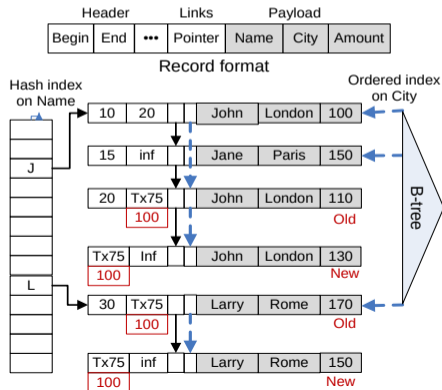 Header Links Payload
Begin End ••• Pointer Name City Amount
Record format
Hash index
on Name
Ordered index
on City
10 20 John London 100
15 inf Jane Paris 150
J
20 Tx75 John London 110
100 Old
Tx75 Inf John London 130
100 New
B-tree
L
30 Tx75 Larry Rome 170
100 Old
Tx75 inf Larry Rome 150
100 New